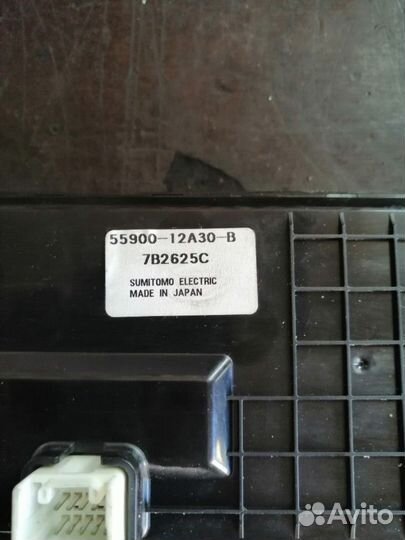 55900-12A30-B
7B2625C
SUMITOMO ELECTRIC
MADE IN JAPAN
Avito